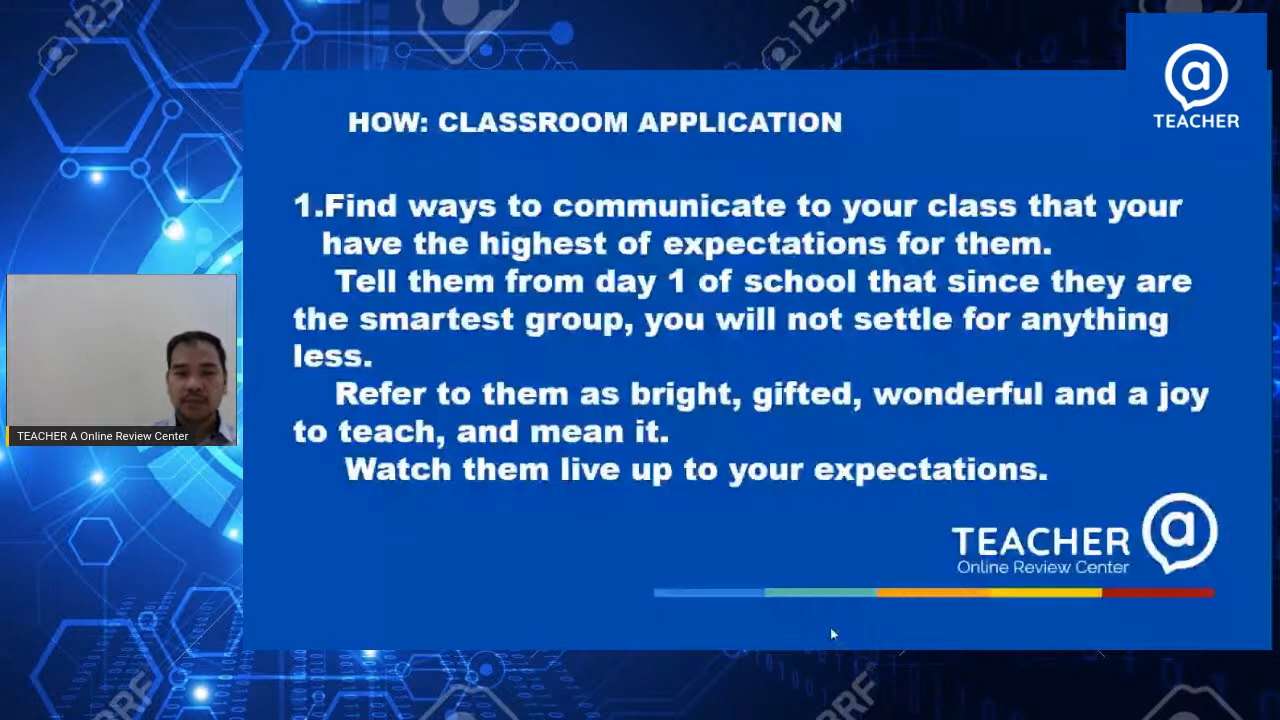 123RF
123RF
TEACHER
HOW: CLASSROOM APPLICATION
1.Find ways to communicate to your class that your
have the highest of expectations for them.
Tell them from day 1 of school that since they are
the smartest group, you will not settle for anything
less.
Refer to them as bright, gifted, wonderful and a joy
to teach, and mean it.
Watch them live up to your expectations.
TEACHER A Online Review Center
TEACHER
Online Review Center